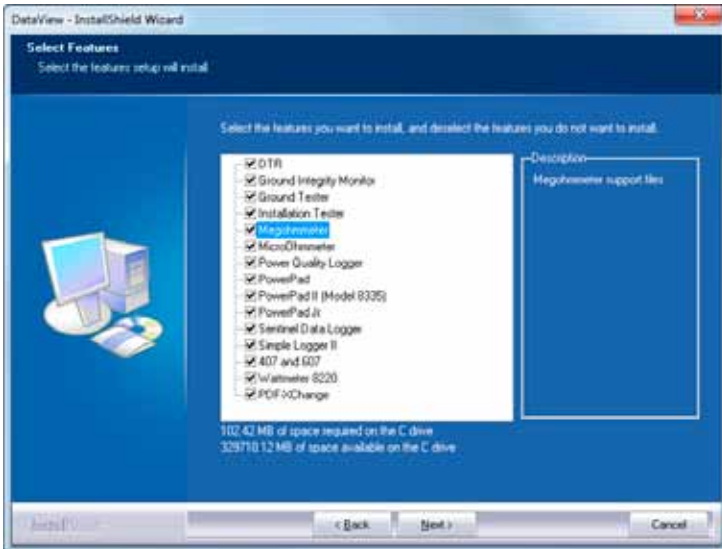 DataView - InstallShield Wizard
Select Features
Select the features setup will install.
Select the features you want to install, and deselect the features you do not want to install.
DTR
Ground Integrity Monitor
Ground Tester
Installation Tester
Megohmmeter
MicroOhmmeter
Power Quality Logger
PowerPad
PowerPad II (Model 8335)
PowerPad Jr
Sentinel Data Logger
Simple Logger II
407 and 607
Wattmeter 8220
PDF-XChange
Description
Megohmmeter support files
102.42 MB of space required on the C drive
329710.12 MB of space available on the C drive
InstallShield
< Back
Next >
Cancel